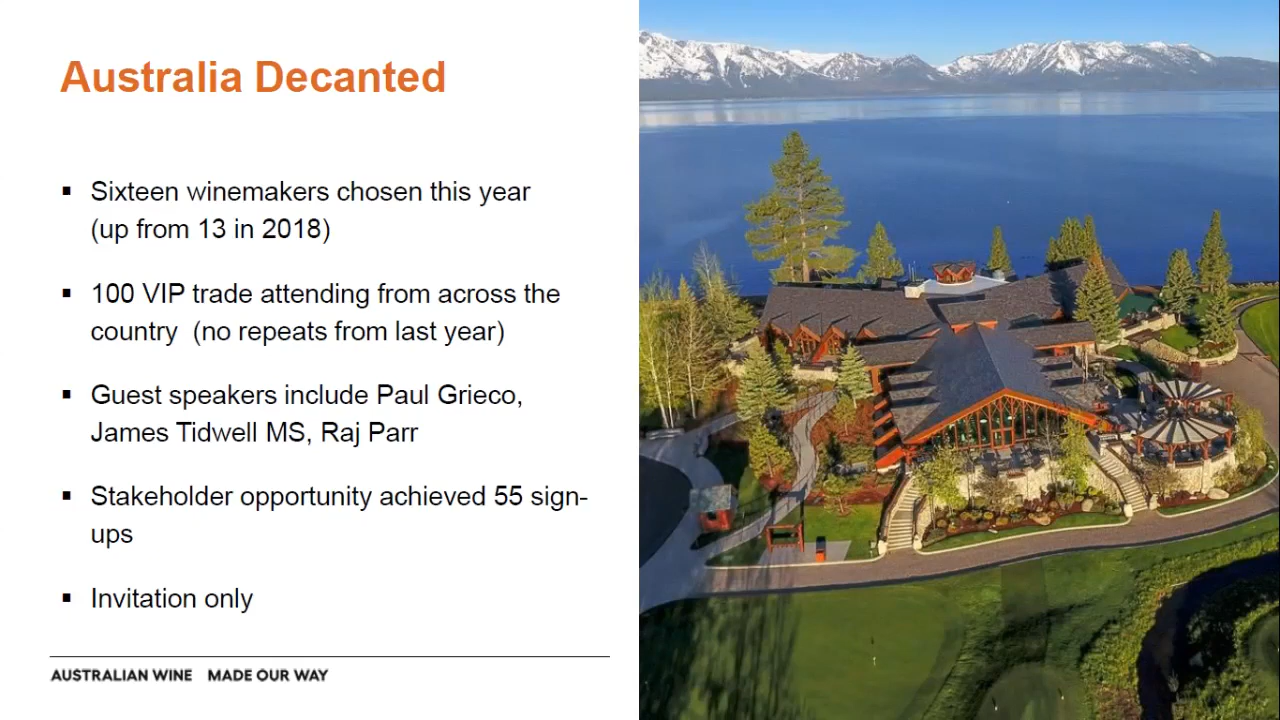 Australia Decanted
▪ Sixteen winemakers chosen this year
(up from 13 in 2018)
▪ 100 VIP trade attending from across the
country (no repeats from last year)
▪ Guest speakers include Paul Grieco,
James Tidwell MS, Raj Parr
▪ Stakeholder opportunity achieved 55 sign-
ups
▪ Invitation only
AUSTRALIAN WINE MADE OUR WAY